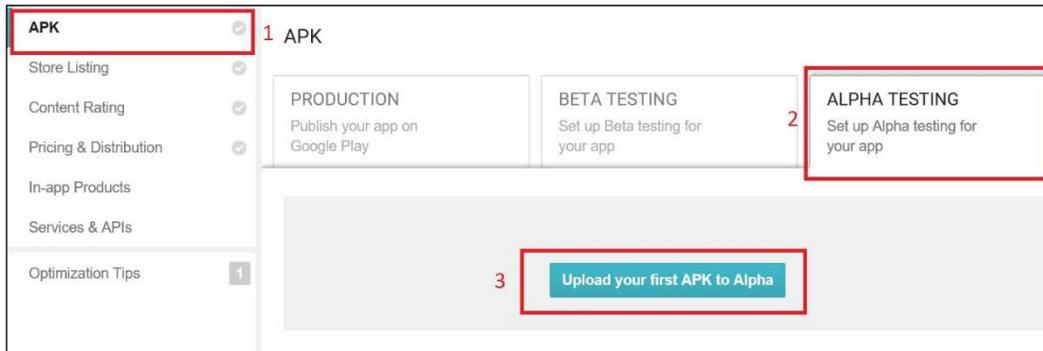 APK
Store Listing
Content Rating
Pricing & Distribution
In-app Products
Services & APIs
Optimization Tips 1
1 APK
PRODUCTION
Publish your app on
Google Play
BETA TESTING
Set up Beta testing for
your app
2
ALPHA TESTING
Set up Alpha testing for
your app
3 Upload your first APK to Alpha